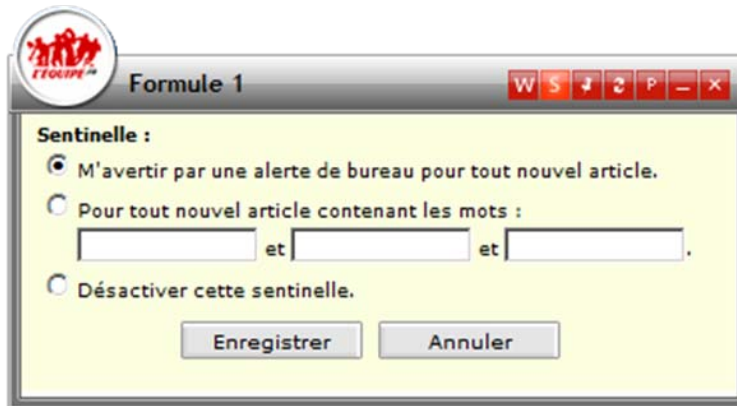 L'EQUIPE.fr
Formule 1
W S P
Sentinelle :
M'avertir par une alerte de bureau pour tout nouvel article.
Pour tout nouvel article contenant les mots :
et et .
Désactiver cette sentinelle.
Enregistrer Annuler